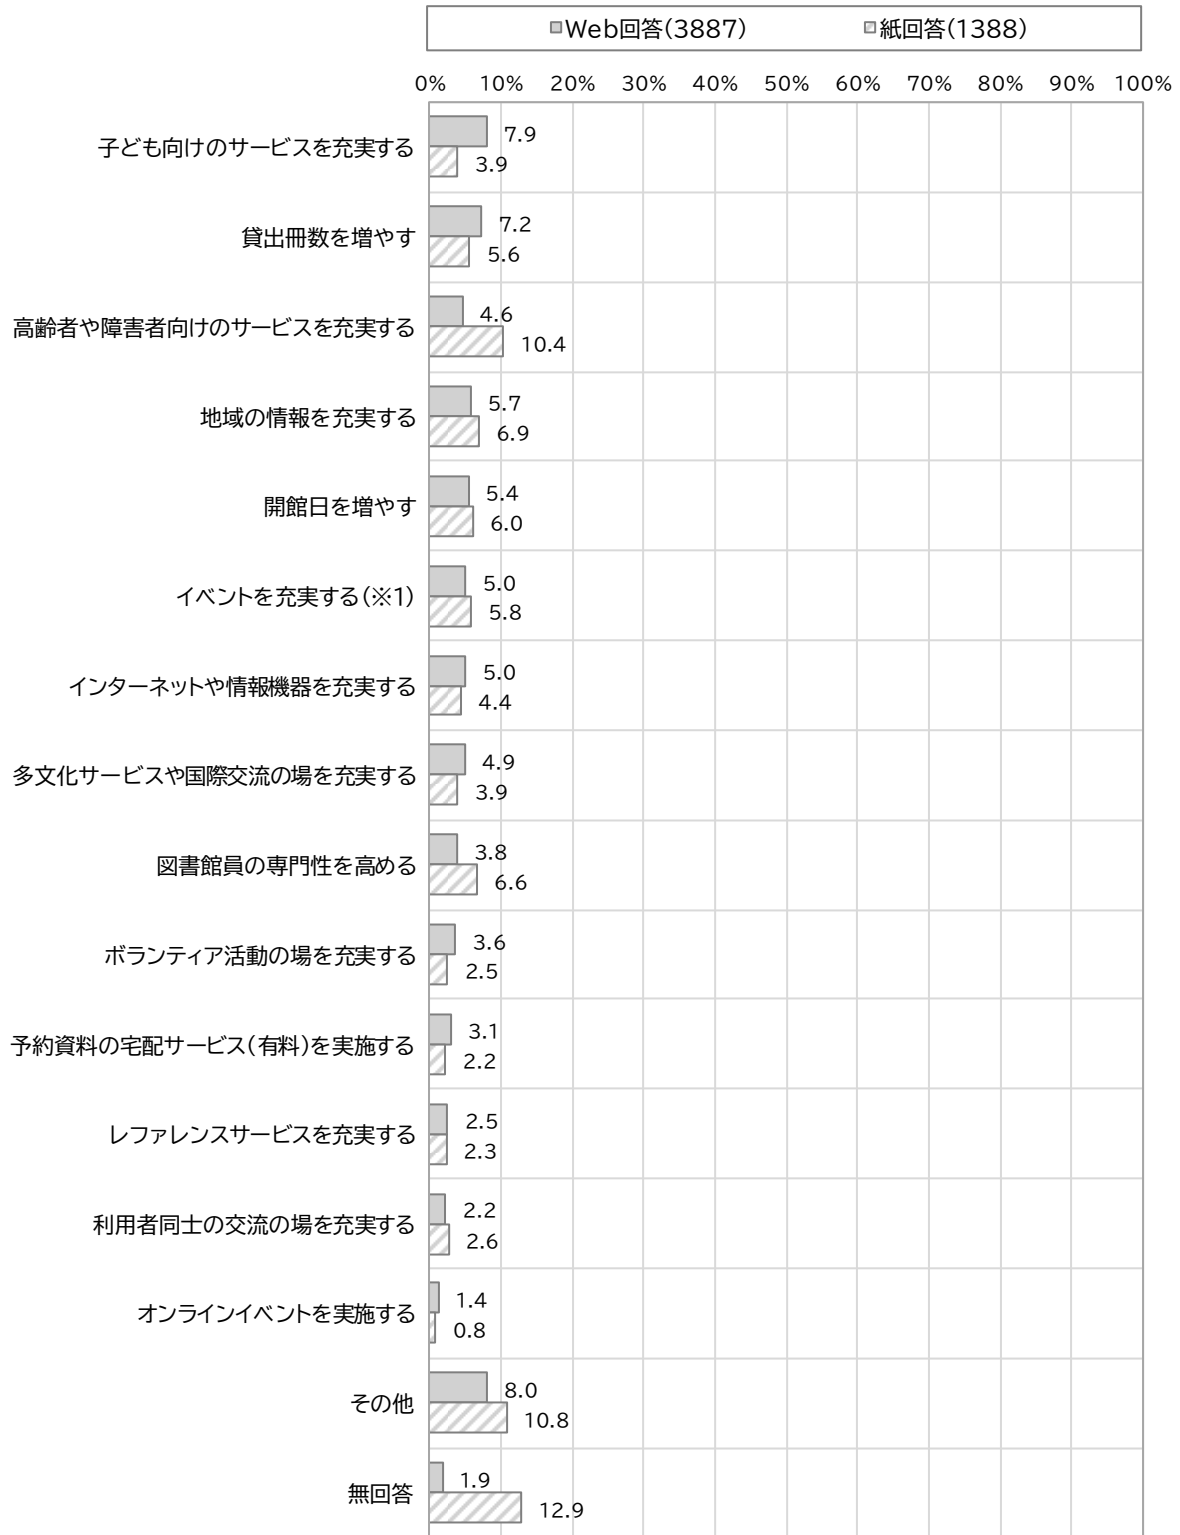 Web回答(3887) 紙回答(1388)
0% 10% 20% 30% 40% 50% 60% 70% 80% 90% 100%
子ども向けのサービスを充実する 7.9
3.9
貸出冊数を増やす 7.2
5.6
高齢者や障害者向けのサービスを充実する 4.6
10.4
地域の情報を充実する 5.7
6.9
開館日を増やす 5.4
6.0
イベントを充実する(※1) 5.0
5.8
インターネットや情報機器を充実する 5.0
4.4
多文化サービスや国際交流の場を充実する 4.9
3.9
図書館員の専門性を高める 3.8
6.6
ボランティア活動の場を充実する 3.6
2.5
予約資料の宅配サービス(有料)を実施する 3.1
2.2
レファレンスサービスを充実する 2.5
2.3
利用者同士の交流の場を充実する 2.2
2.6
オンラインイベントを実施する 1.4
0.8
その他 8.0
10.8
無回答 1.9
12.9